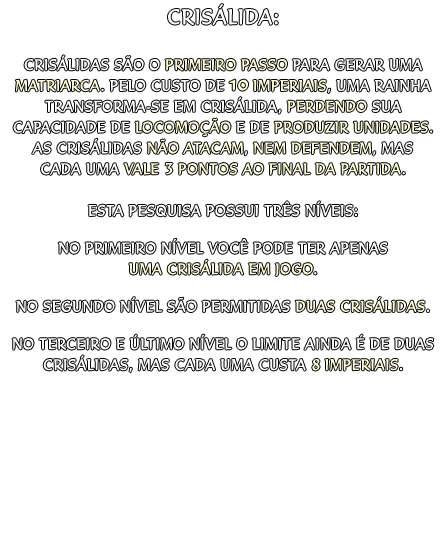 CRISÁLIDA:
CRISÁLIDAS SÃO O PRIMEIRO PASSO PARA GERAR UMA
MATRIARCA. PELO CUSTO DE 10 IMPERIAIS, UMA RAINHA
TRANSFORMA-SE EM CRISÁLIDA, PERDENDO SUA
CAPACIDADE DE LOCOMOÇÃO E DE PRODUZIR UNIDADES.
AS CRISÁLIDAS NÃO ATACAM, NEM DEFENDEM, MAS
CADA UMA VALE 3 PONTOS AO FINAL DA PARTIDA.
ESTA PESQUISA POSSUI TRÊS NÍVEIS:
NO PRIMEIRO NÍVEL VOCÊ PODE TER APENAS
UMA CRISÁLIDA EM JOGO.
NO SEGUNDO NÍVEL SÃO PERMITIDAS DUAS CRISÁLIDAS.
NO TERCEIRO E ÚLTIMO NÍVEL O LIMITE AINDA É DE DUAS
CRISÁLIDAS, MAS CADA UMA CUSTA 8 IMPERIAIS.